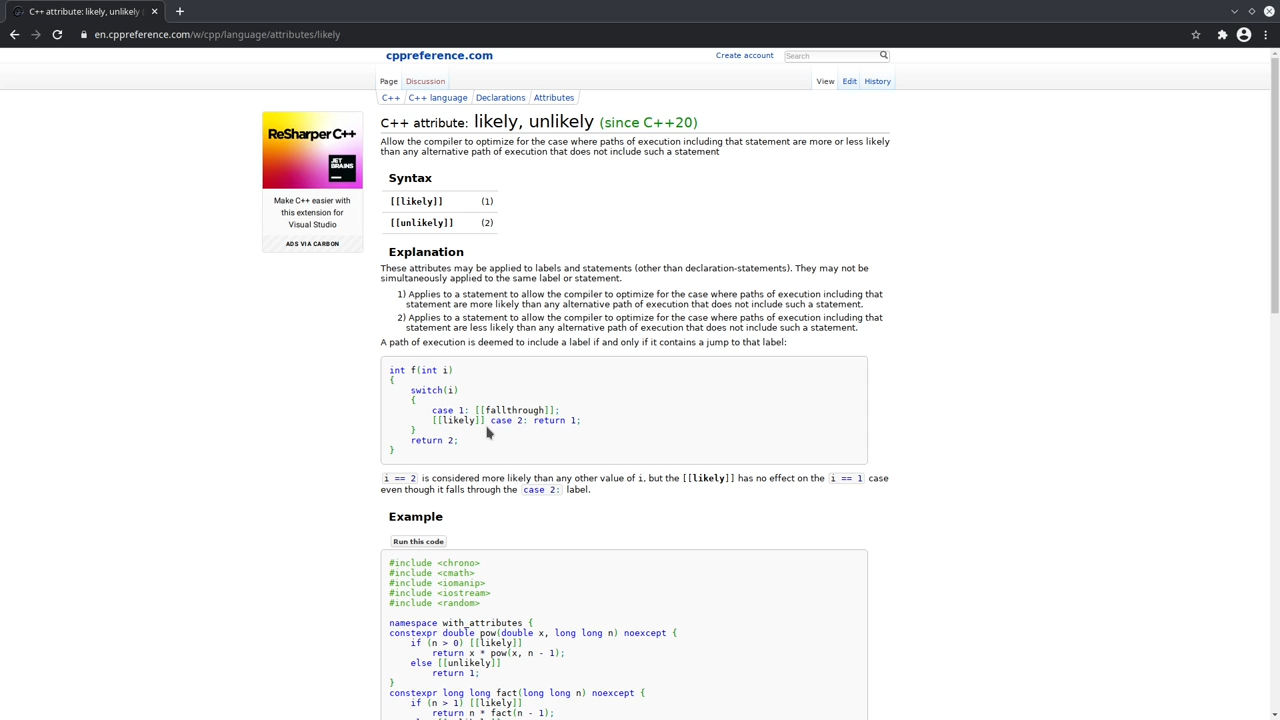 C++ attribute: likely, unlikely (
en.cppreference.com/w/cpp/language/attributes/likely
cppreference.com
Create account
Search
Page
Discussion
View
Edit
History
C++
C++ language
Declarations
Attributes
ReSharper C++
JET
BRAINS
Make C++ easier with
this extension for
Visual Studio
ADS VIA CARBON
C++ attribute: likely, unlikely (since C++20)
Allow the compiler to optimize for the case where paths of execution including that statement are more or less likely
than any alternative path of execution that does not include such a statement
Syntax
[[likely]] (1)
[[unlikely]] (2)
Explanation
These attributes may be applied to labels and statements (other than declaration-statements). They may not be
simultaneously applied to the same label or statement.
1) Applies to a statement to allow the compiler to optimize for the case where paths of execution including that
statement are more likely than any alternative path of execution that does not include such a statement.
2) Applies to a statement to allow the compiler to optimize for the case where paths of execution including that
statement are less likely than any alternative path of execution that does not include such a statement.
A path of execution is deemed to include a label if and only if it contains a jump to that label:
int f(int i)
{
switch(i)
{
case 1: [[fallthrough]];
[[likely]] case 2: return 1;
}
return 2;
}
i == 2 is considered more likely than any other value of i, but the [[likely]] has no effect on the i == 1 case
even though it falls through the case 2: label.
Example
Run this code
#include <chrono>
#include <cmath>
#include <iomanip>
#include <iostream>
#include <random>
namespace with_attributes {
constexpr double pow(double x, long long n) noexcept {
if (n > 0) [[likely]]
return x * pow(x, n - 1);
else [[unlikely]]
return 1;
}
constexpr long long fact(long long n) noexcept {
if (n > 1) [[likely]]
return n * fact(n - 1);